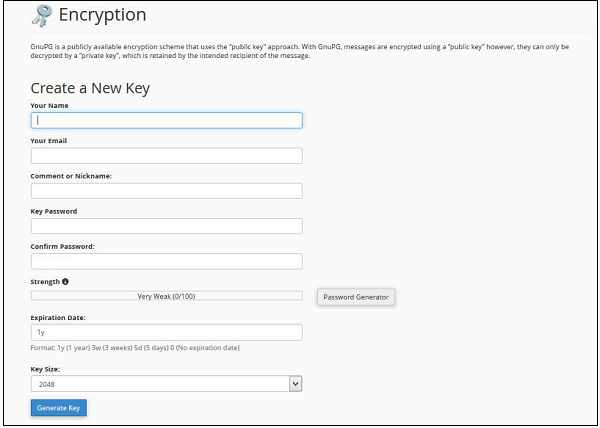 Encryption
GnuPG is a publicly available encryption scheme that uses the "public key" approach. With GnuPG, messages are encrypted using a "public key" however, they can only be
decrypted by a "private key", which is retained by the intended recipient of the message.
Create a New Key
Your Name
Your Email
Comment or Nickname:
Key Password
Confirm Password:
Strength
Very Weak (0/100)
Password Generator
Expiration Date:
1y
Format: 1y (1 year) 3w (3 weeks) 5d (5 days) 0 (No expiration date)
Key Size:
2048
Generate Key